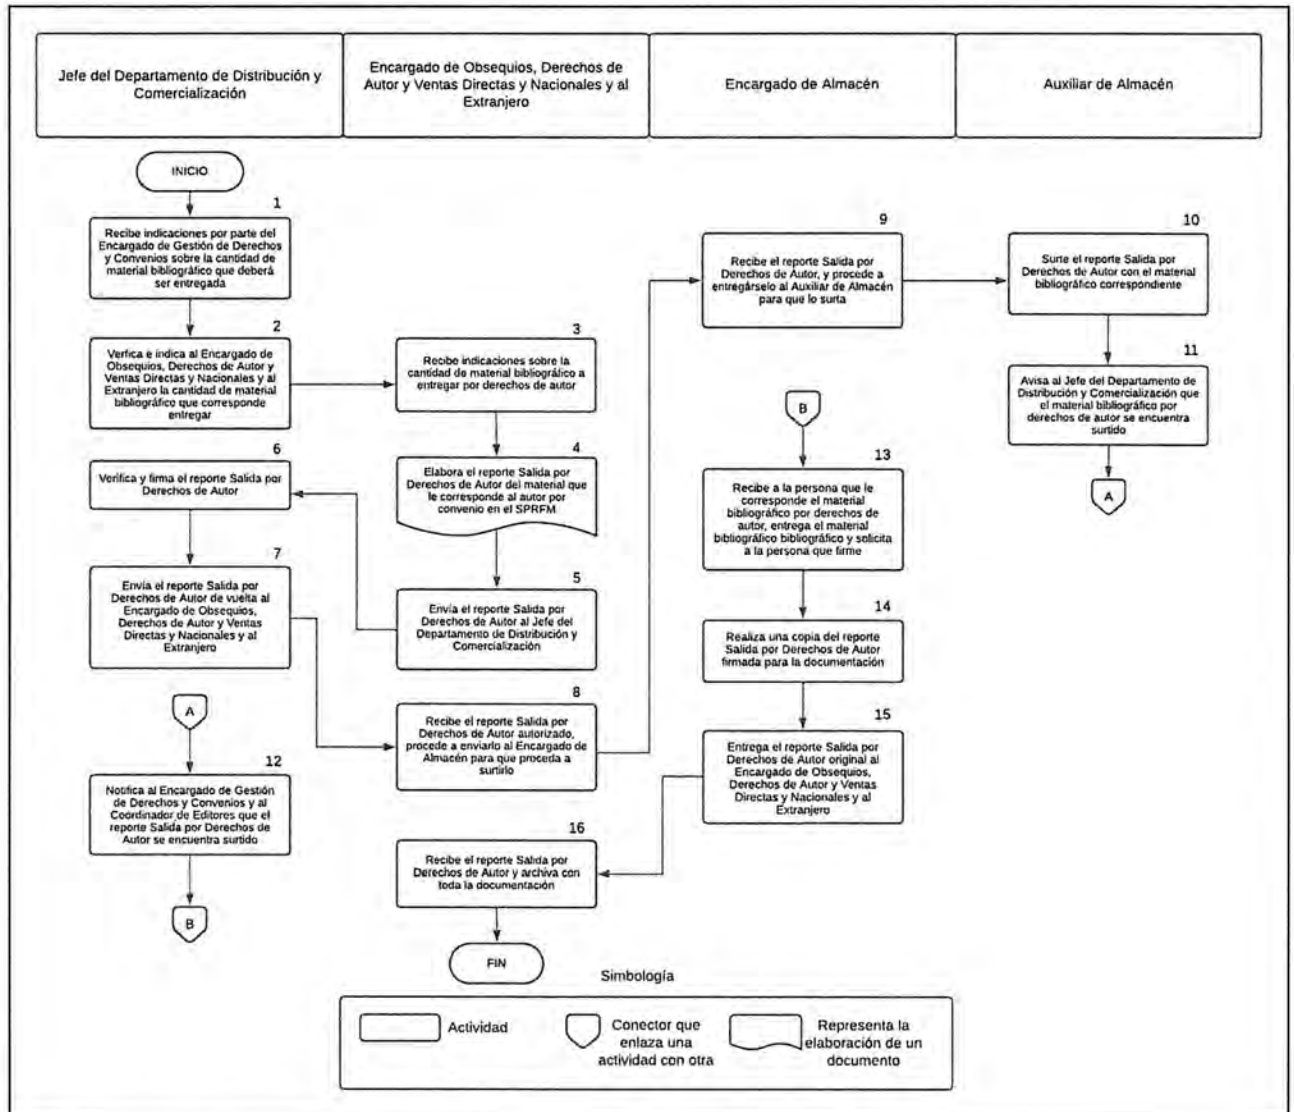 Jefe del Departamento de Distribución y
Comercialización
Encargado de Obsequios, Derechos de
Autor y Ventas Directas y Nacionales y al
Extranjero
Encargado de Almacén
Auxiliar de Almacén
INICIO
1
Recibe indicaciones por parte del
Encargado de Gestión de Derechos
y Convenios sobre la cantidad de
material bibliográfico que deberá
ser entregada
2
Verfica e indica al Encargado de
Obsequios, Derechos de Autor y
Ventas Directas y Nacionales y al
Extranjero la cantidad de material
bibliográfico que corresponde
entregar
3
Recibe indicaciones sobre la
cantidad de material bibliográfico a
entregar por derechos de autor
4
Elabora el reporte Salida por
Derechos de Autor del material que
le corresponde al autor por
convenio en el SPRFM
5
Envía el reporte Salida por
Derechos de Autor al Jefe del
Departamento de Distribución y
Comercialización
6
Verifica y firma el reporte Salida por
Derechos de Autor
7
Envía el reporte Salida por
Derechos de Autor de vuelta al
Encargado de Obsequios,
Derechos de Autor y Ventas
Directas y Nacionales y al
Extranjero
8
Recibe el reporte Salida por
Derechos de Autor autorizado,
procede a enviarlo al Encargado de
Almacén para que proceda a
surtirlo
9
Recibe el reporte Salida por
Derechos de Autor, y procede a
entregárselo al Auxiliar de Almacén
para que lo surta
10
Surte el reporte Salida por
Derechos de Autor con el material
bibliográfico correspondiente
11
Avisa al Jefe del Departamento de
Distribución y Comercialización que
el material bibliográfico por
derechos de autor se encuentra
surtido
A
A
12
Notifica al Encargado de Gestión
de Derechos y Convenios y al
Coordinador de Editores que el
reporte Salida por Derechos de
Autor se encuentra surtido
B
B
13
Recibe a la persona que le
corresponde el material
bibliográfico por derechos de
autor, entrega el material
bibliográfico bibliográfico y solicita
a la persona que firme
14
Realiza una copia del reporte
Salida por Derechos de Autor
firmada para la documentación
15
Entrega el reporte Salida por
Derechos de Autor original al
Encargado de Obsequios,
Derechos de Autor y Ventas
Directas y Nacionales y al
Extranjero
16
Recibe el reporte Salida por
Derechos de Autor y archiva con
toda la documentación
FIN
Simbología
Actividad
Conector que
enlaza una
actividad con otra
Representa la
elaboración de un
documento